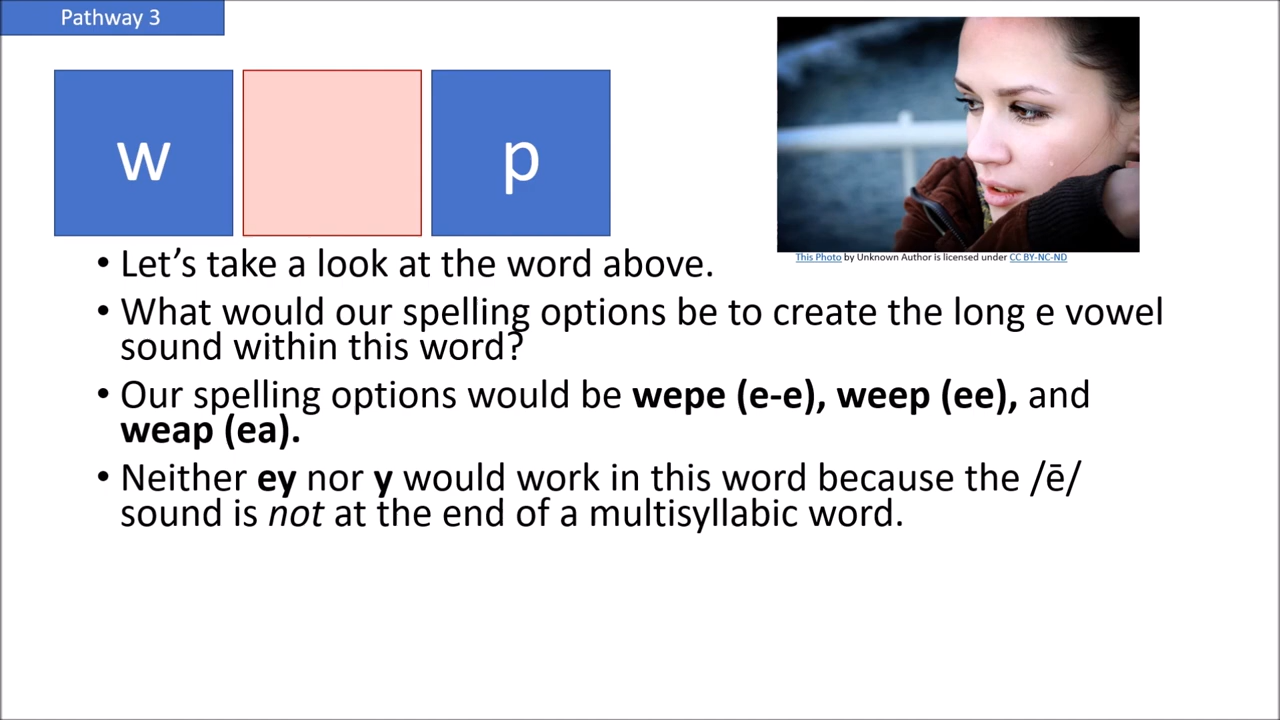 Pathway 3
w
p
This Photo by Unknown Author is licensed under CC BY-NC-ND
• Let’s take a look at the word above.
• What would our spelling options be to create the long e vowel
sound within this word?
• Our spelling options would be wepe (e-e), weep (ee), and
weap (ea).
• Neither ey nor y would work in this word because the /ē/
sound is not at the end of a multisyllabic word.